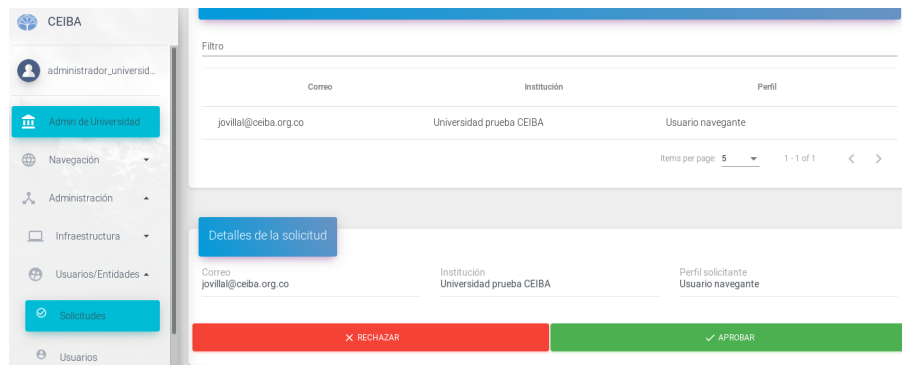 CEIBA
administrador_universid...
Admin de Universidad
Navegación
Administración
Infraestructura
Usuarios/Entidades
Solicitudes
Usuarios
Filtro
Correo Institución Perfil
jovillal@ceiba.org.co Universidad prueba CEIBA Usuario navegante
Items per page: 5 1 - 1 of 1
Detalles de la solicitud
Correo Institución Perfil solicitante
jovillal@ceiba.org.co Universidad prueba CEIBA Usuario navegante
RECHAZAR APROBAR